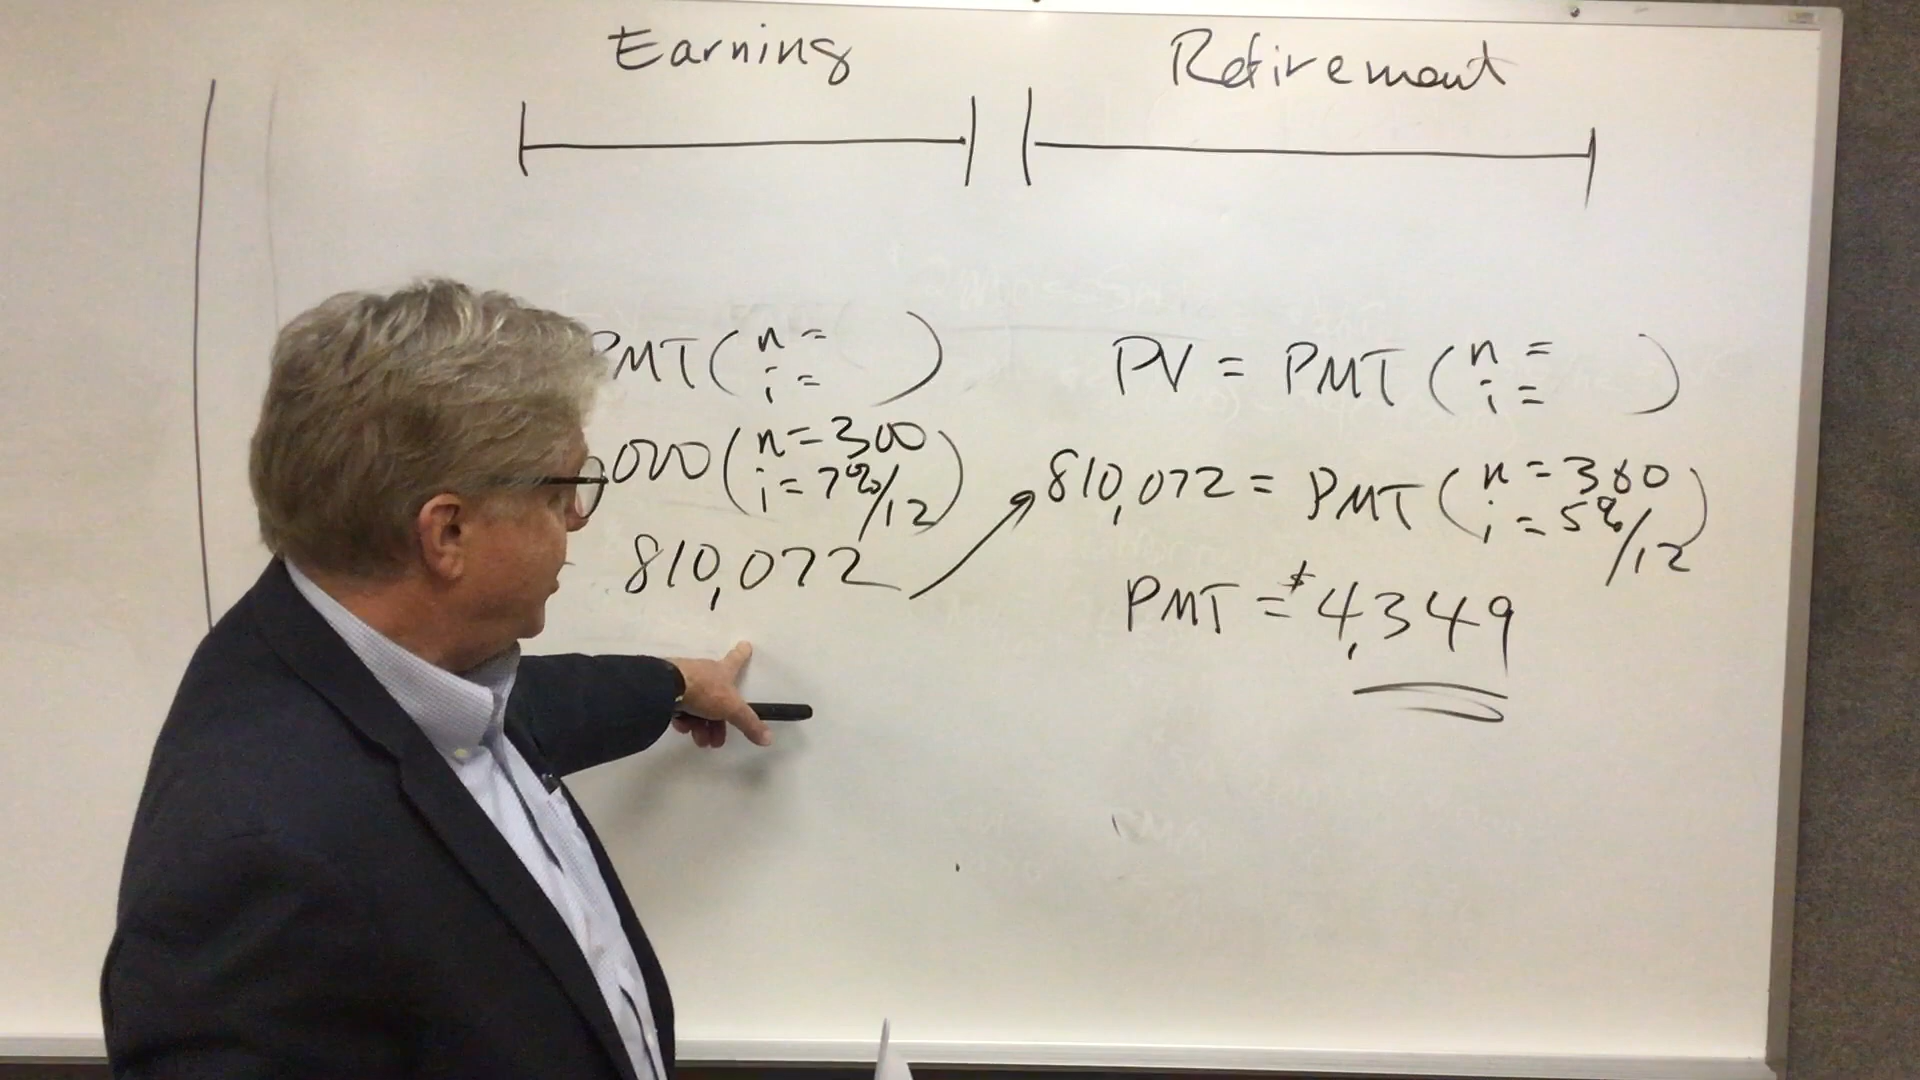 Earning
Retirement
PMT ( n =
i = )
000 ( n = 300
i = 7%/12 )
810,072
PV = PMT ( n =
i = )
810,072 = PMT ( n = 360
i = 5%/12 )
PMT = $4,349